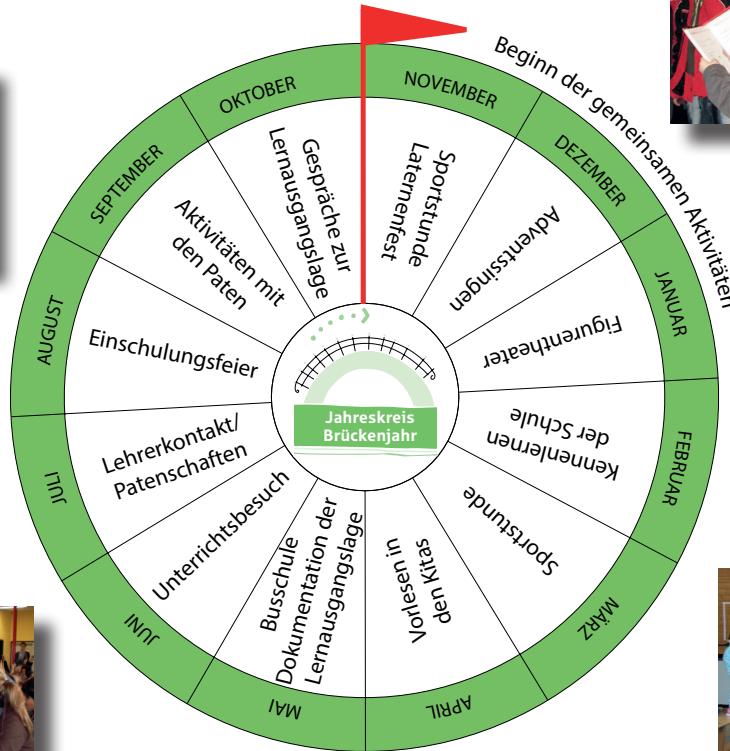 Beginn der gemeinsamen Aktivitäten
NOVEMBER
Sportstunde
Laternenfest
DEZEMBER
Adventssingen
JANUAR
Figurentheater
FEBRUAR
Kennenlernen
der Schule
MÄRZ
Sportstunde
APRIL
Vorlesen in
den Kitas
MAI
Busschule
Dokumentation der
Lernausgangslage
JUNI
Unterrichtsbesuch
JULI
Lehrerkontakt/
Patenschaften
AUGUST
Einschulungsfeier
SEPTEMBER
Aktivitäten mit
den Paten
OKTOBER
Gespräche zur
Lernausgangslage
Jahreskreis
Brückenjahr